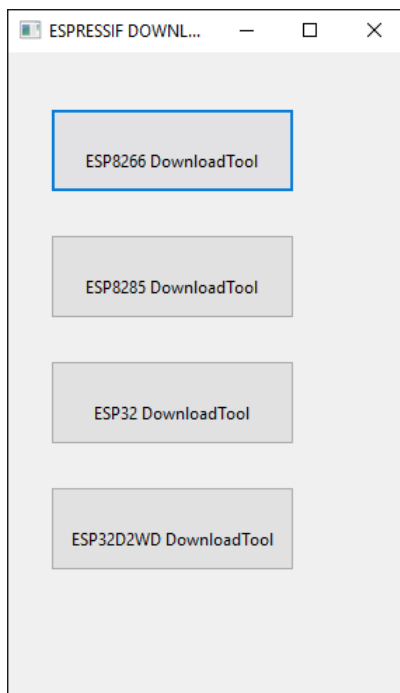 ESPRESSIF DOWNL...
ESP8266 DownloadTool
ESP8285 DownloadTool
ESP32 DownloadTool
ESP32D2WD DownloadTool